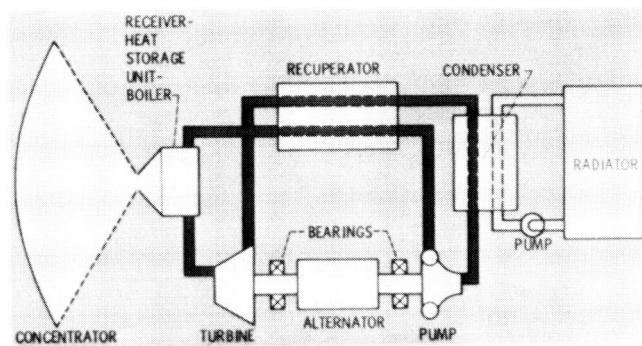 RECEIVER-
HEAT
STORAGE
UNIT-
BOILER
RECUPERATOR
CONDENSER
RADIATOR
PUMP
BEARINGS
CONCENTRATOR
TURBINE
ALTERNATOR
PUMP